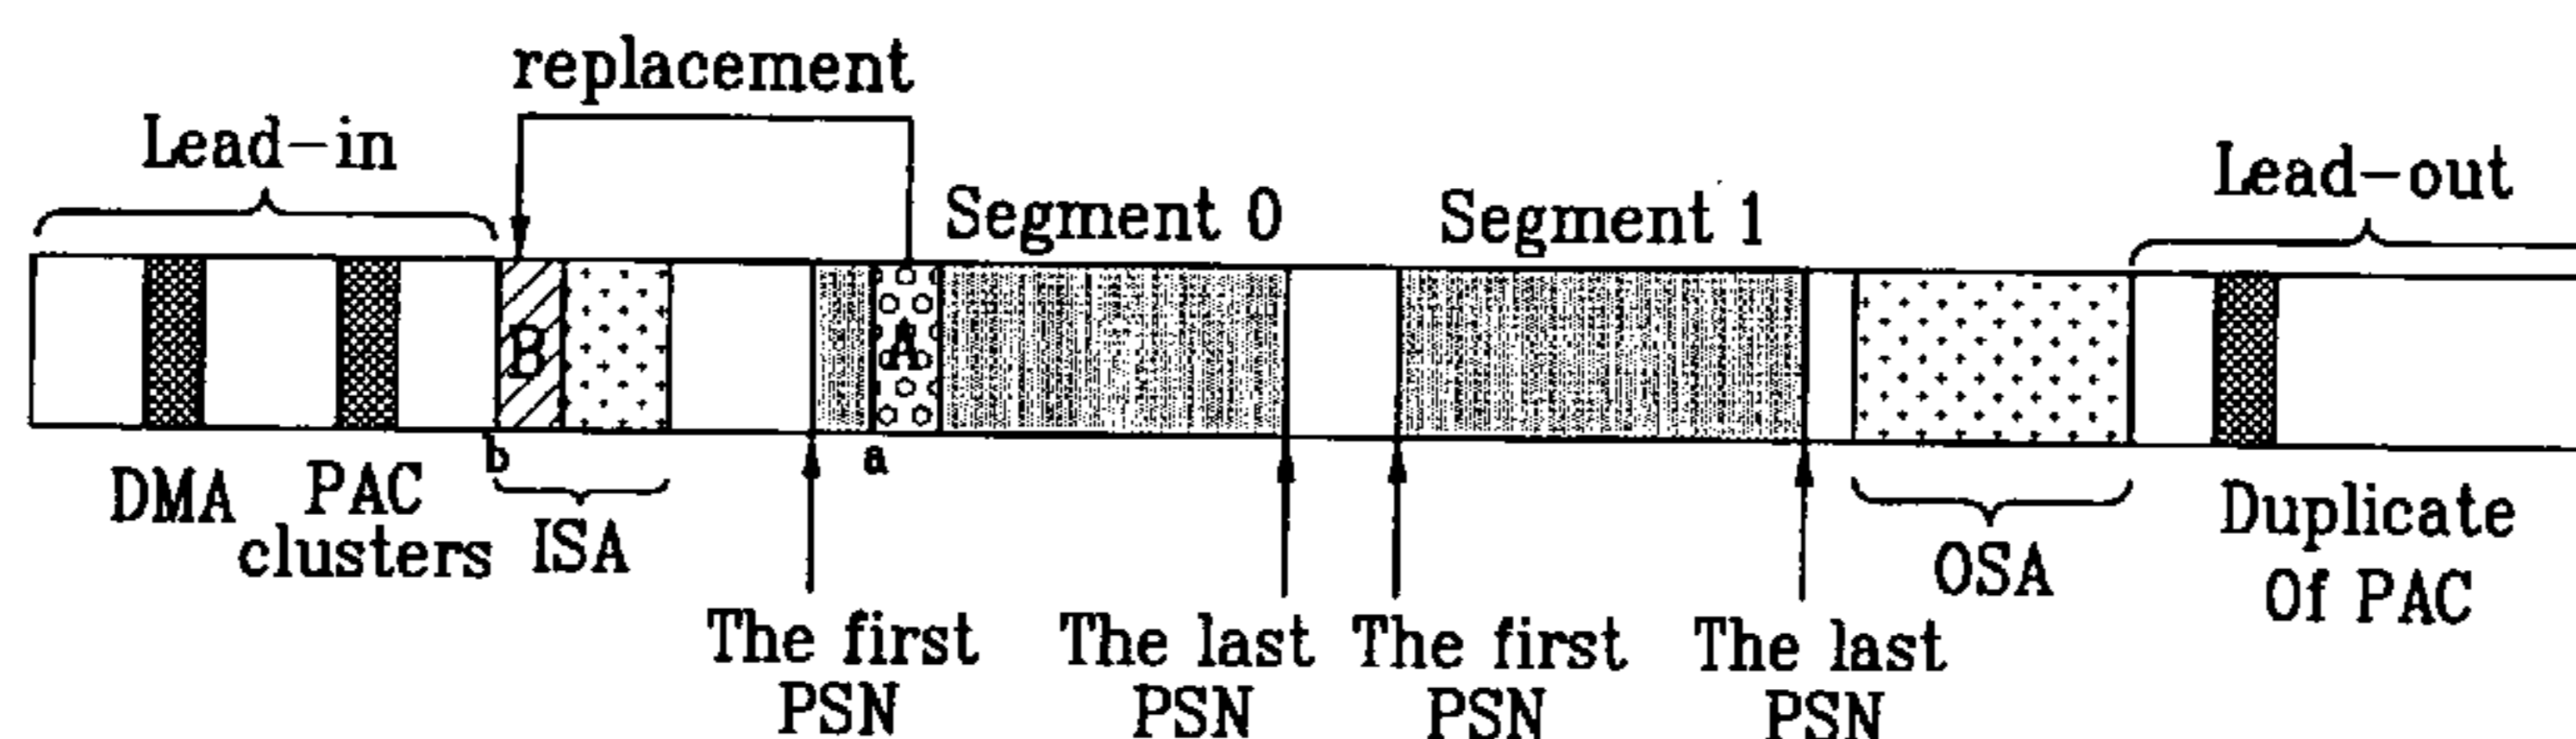 replacement
Lead-in
Segment 0
Segment 1
Lead-out
B
A
b
a
DMA
PAC
clusters
ISA
OSA
Duplicate
Of PAC
The first
PSN
The last
PSN
The first
PSN
The last
PSN